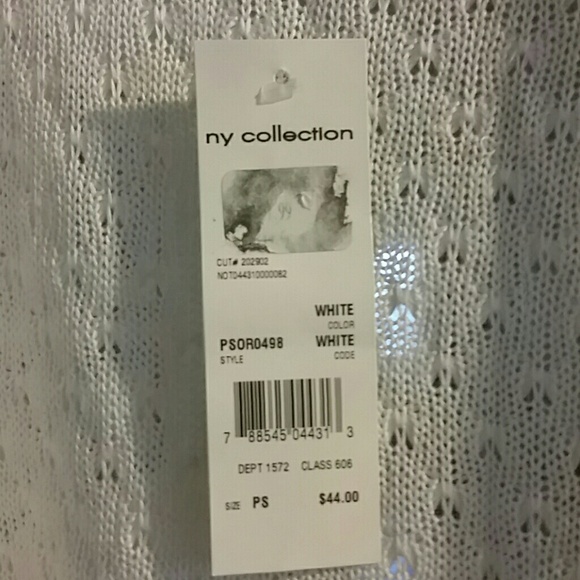 ny collection
CUT# 202902
NOT044310000082
WHITE
COLOR
PSOR0498 WHITE
STYLE CODE
7 88545 04431 3
DEPT 1572 CLASS 606
SIZE PS $44.00